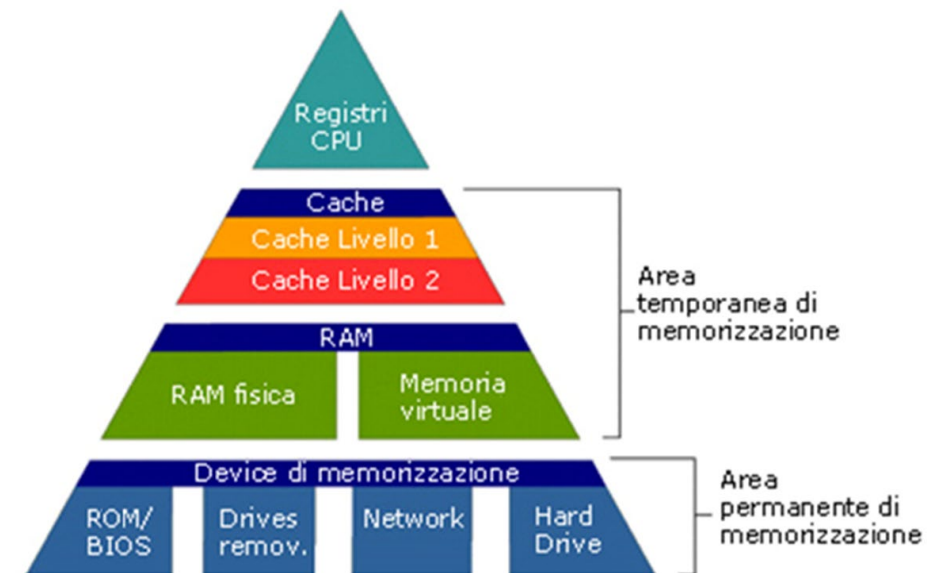 Registri
CPU
Cache
Cache Livello 1
Cache Livello 2
Area
temporanea di
memorizzazione
RAM
RAM fisica
Memoria
virtuale
Device di memorizzazione
ROM/
BIOS
Drives
remov.
Network
Hard
Drive
Area
permanente di
memorizzazione